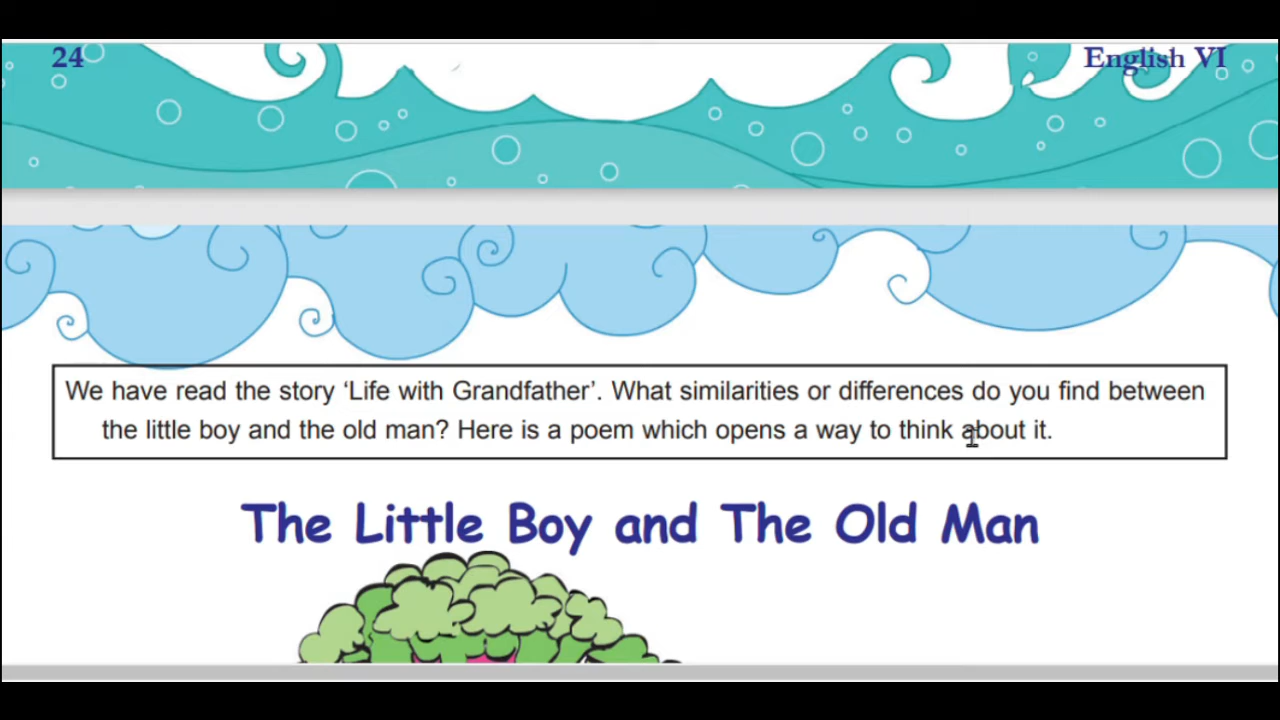 24
English VI
We have read the story ‘Life with Grandfather’. What similarities or differences do you find between
the little boy and the old man? Here is a poem which opens a way to think about it.
The Little Boy and The Old Man